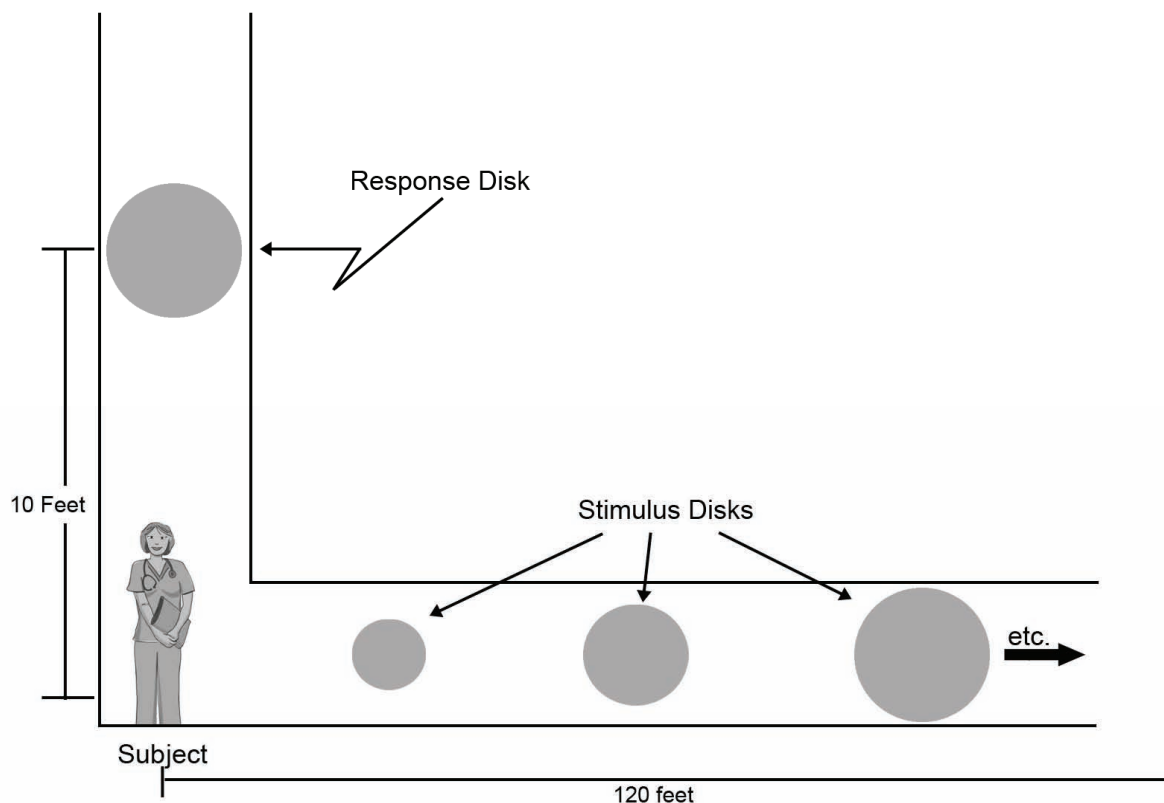 Response Disk
10 Feet
Stimulus Disks
etc.
Subject
120 feet